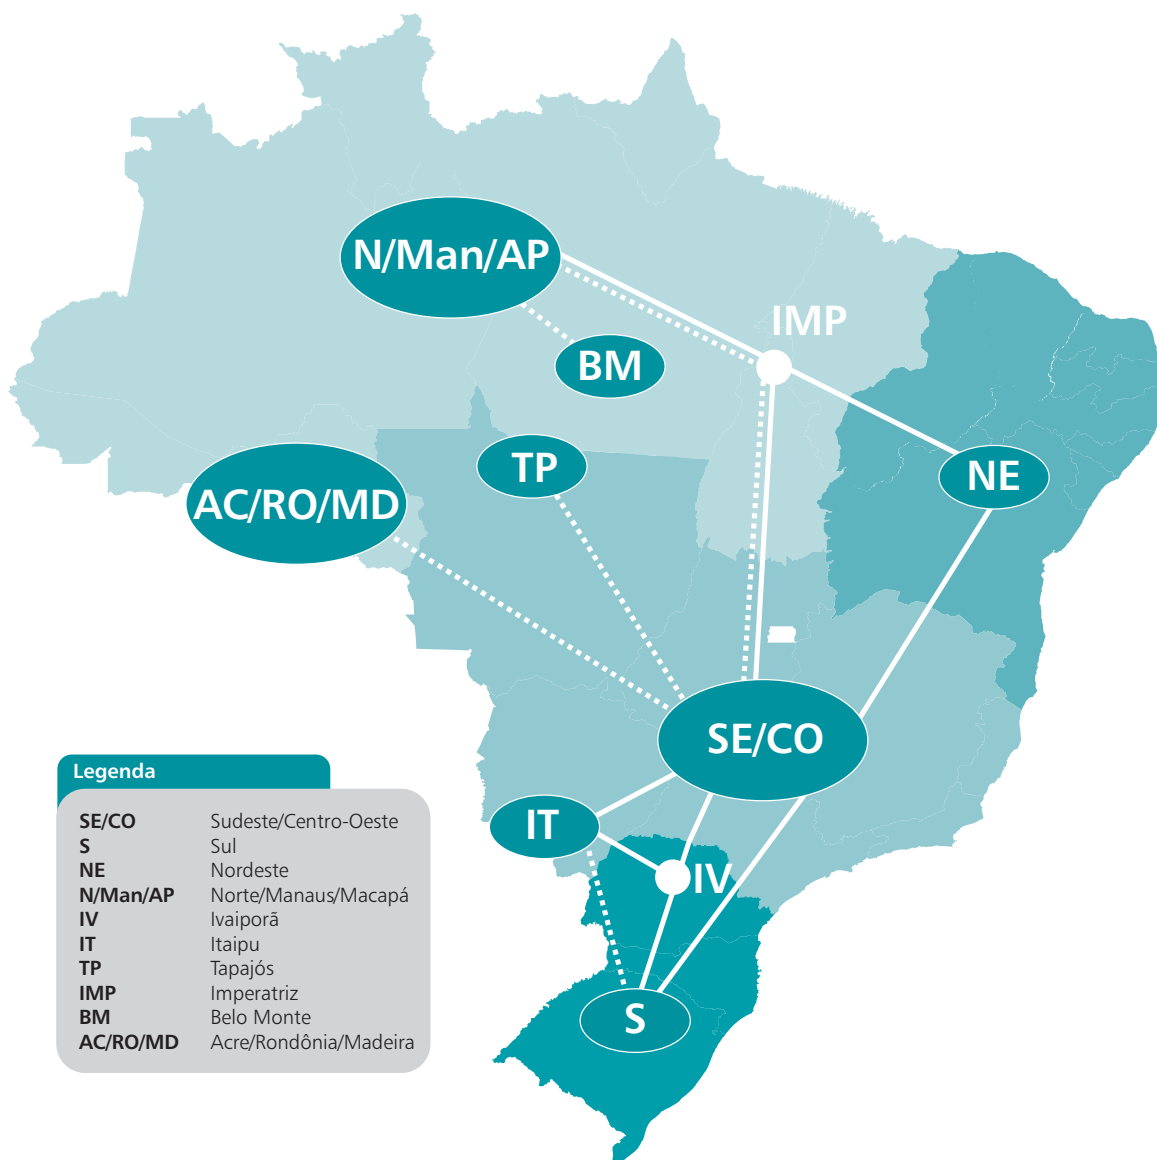 N/Man/AP
IMP
BM
TP
NE
AC/RO/MD
SE/CO
IT
IV
S
Legenda
SE/CO Sudeste/Centro-Oeste
S Sul
NE Nordeste
N/Man/AP Norte/Manaus/Macapá
IV Ivaiporã
IT Itaipu
TP Tapajós
IMP Imperatriz
BM Belo Monte
AC/RO/MD Acre/Rondônia/Madeira